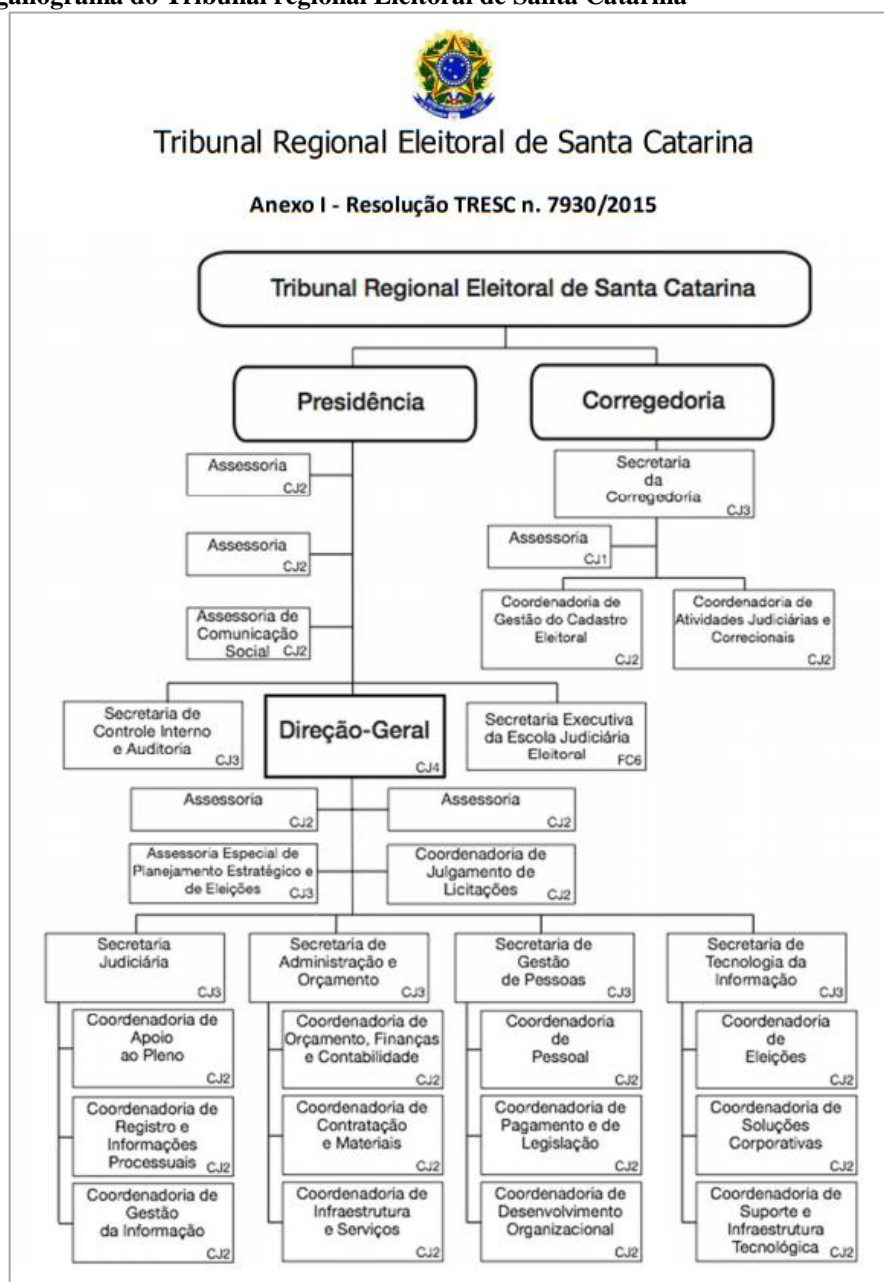 ganograma do Tribunal regional Eleitoral de Santa Catarina
Tribunal Regional Eleitoral de Santa Catarina
Anexo I - Resolução TRESC n. 7930/2015
Tribunal Regional Eleitoral de Santa Catarina
Presidência
Corregedoria
Assessoria
CJ2
Secretaria
da
Corregedoria
CJ3
Assessoria
CJ2
Assessoria
CJ1
Assessoria de
Comunicação
Social CJ2
Coordenadoria de
Gestão do Cadastro
Eleitoral
CJ2
Coordenadoria de
Atividades Judiciárias e
Correcionais
CJ2
Secretaria de
Controle Interno
e Auditoria
CJ3
Direção-Geral
CJ4
Secretaria Executiva
da Escola Judiciária
Eleitoral
FC6
Assessoria
CJ2
Assessoria
CJ2
Assessoria Especial de
Planejamento Estratégico e
de Eleições CJ3
Coordenadoria de
Julgamento de
Licitações CJ2
Secretaria
Judiciária
CJ3
Secretaria de
Administração e
Orçamento CJ3
Secretaria de
Gestão
de Pessoas CJ3
Secretaria de
Tecnologia da
Informação CJ3
Coordenadoria de
Apoio
ao Pleno
CJ2
Coordenadoria de
Orçamento, Finanças
e Contabilidade
CJ2
Coordenadoria
de
Pessoal
CJ2
Coordenadoria
de
Eleições
CJ2
Coordenadoria de
Registro e
Informações
Processuais CJ2
Coordenadoria de
Contratação
e Materiais
CJ2
Coordenadoria de
Pagamento e de
Legislação
CJ2
Coordenadoria de
Soluções
Corporativas
CJ2
Coordenadoria de
Gestão
da Informação
CJ2
Coordenadoria de
Infraestrutura
e Serviços
CJ2
Coordenadoria de
Desenvolvimento
Organizacional
CJ2
Coordenadoria de
Suporte e
Infraestrutura
Tecnológica CJ2